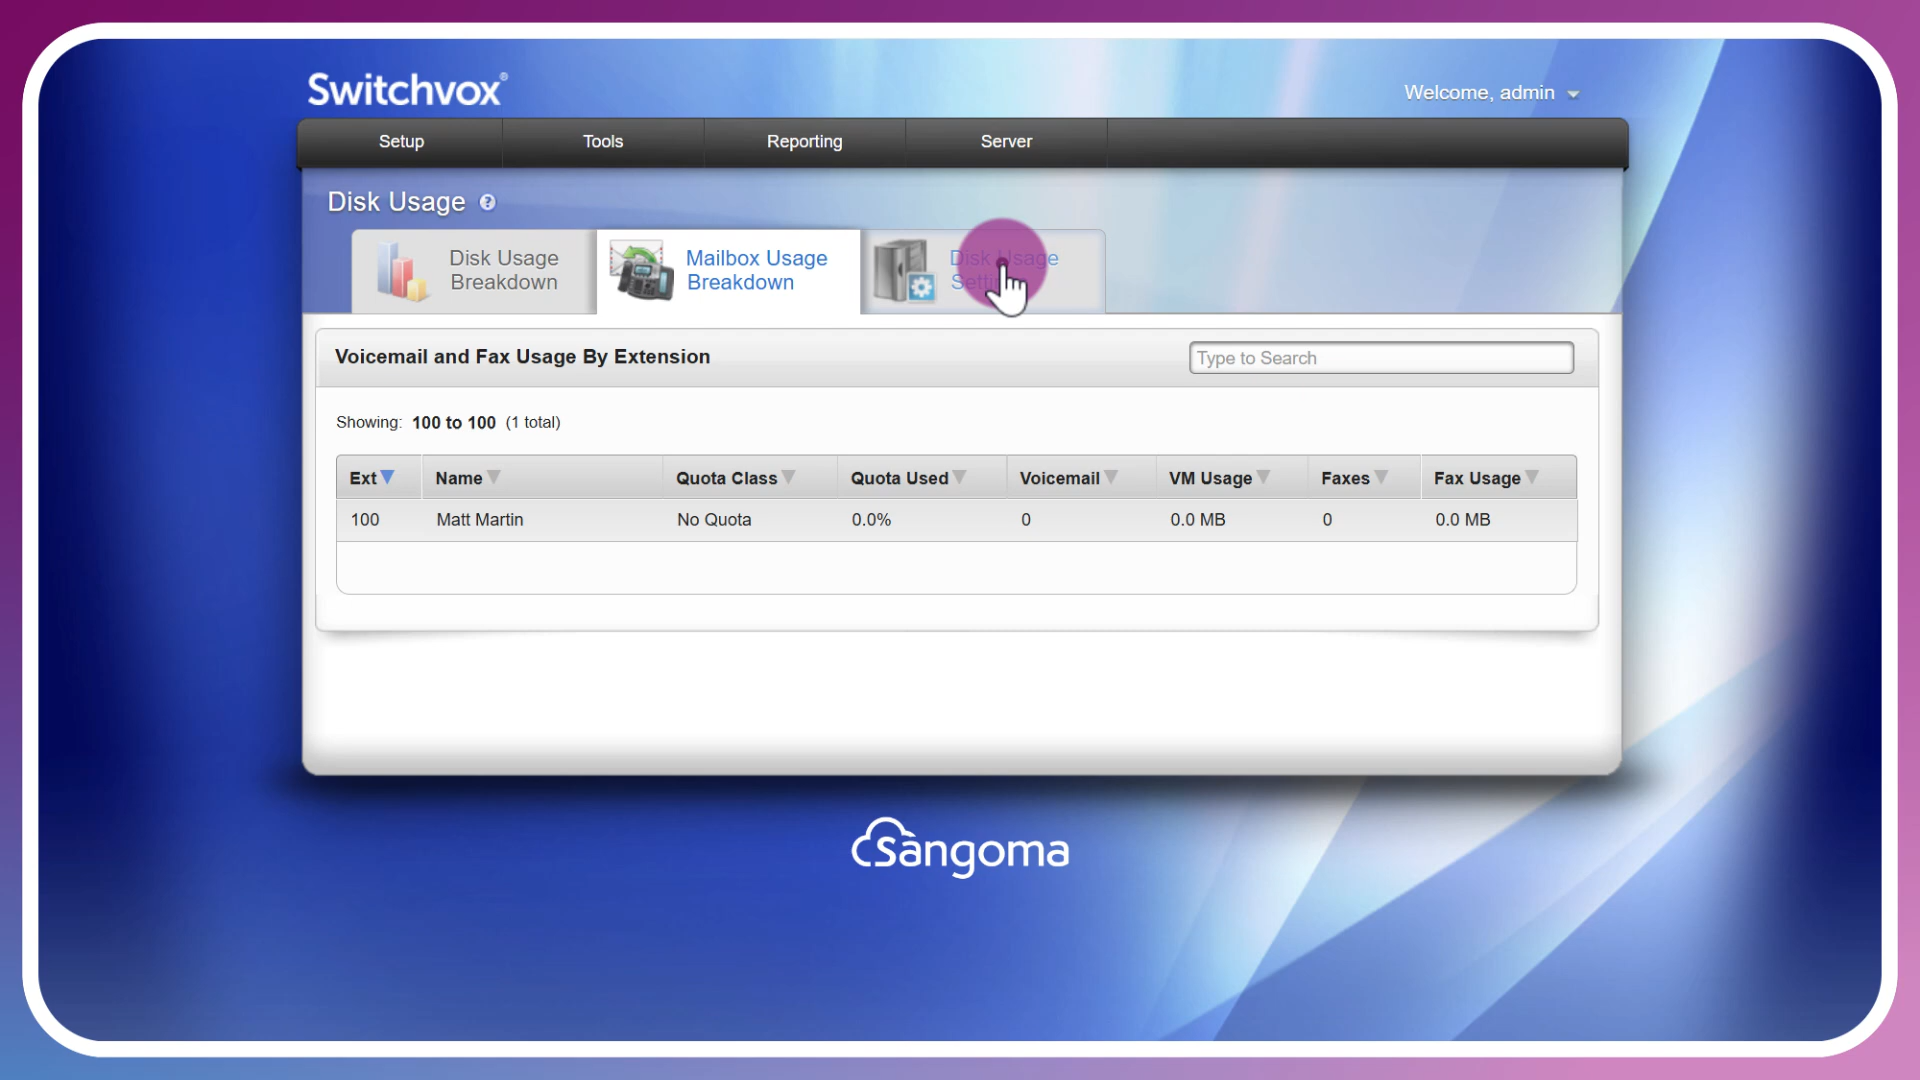 Switchvox®
Welcome, admin
Setup
Tools
Reporting
Server
Disk Usage ?
Disk Usage
Breakdown
Mailbox Usage
Breakdown
Disk Usage
Voicemail and Fax Usage By Extension
Type to Search
Showing: 100 to 100 (1 total)
Ext Name Quota Class Quota Used Voicemail VM Usage Faxes Fax Usage
100 Matt Martin No Quota 0.0% 0 0.0 MB 0 0.0 MB
Sangoma